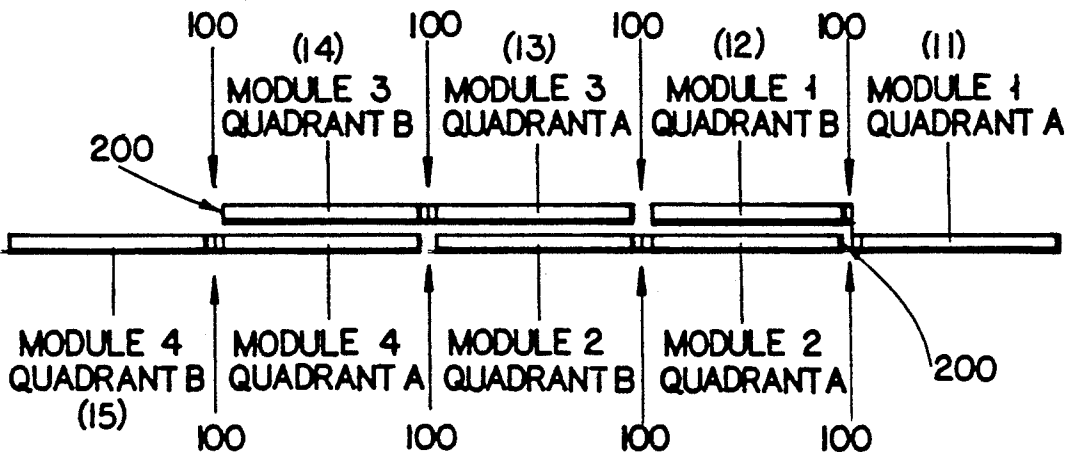 100 100 100 100
(14) (13) (12) (11)
MODULE 3 MODULE 3 MODULE 1 MODULE 1
QUADRANT B QUADRANT A QUADRANT B QUADRANT A
200
MODULE 4 MODULE 4 MODULE 2 MODULE 2
QUADRANT B QUADRANT A QUADRANT B QUADRANT A
200
(15)
100 100 100 100